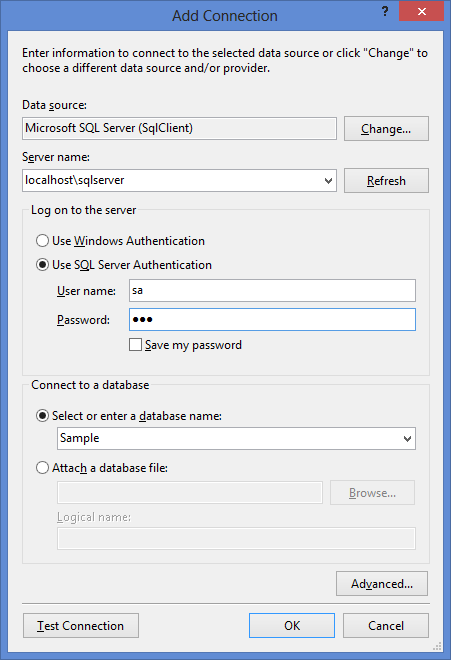 Add Connection
?
Enter information to connect to the selected data source or click "Change" to
choose a different data source and/or provider.
Data source:
Microsoft SQL Server (SqlClient)
Change...
Server name:
localhost\sqlserver
Refresh
Log on to the server
Use Windows Authentication
Use SQL Server Authentication
User name:
sa
Password:
●●●
Save my password
Connect to a database
Select or enter a database name:
Sample
Attach a database file:
Browse...
Logical name:
Advanced...
Test Connection
OK
Cancel